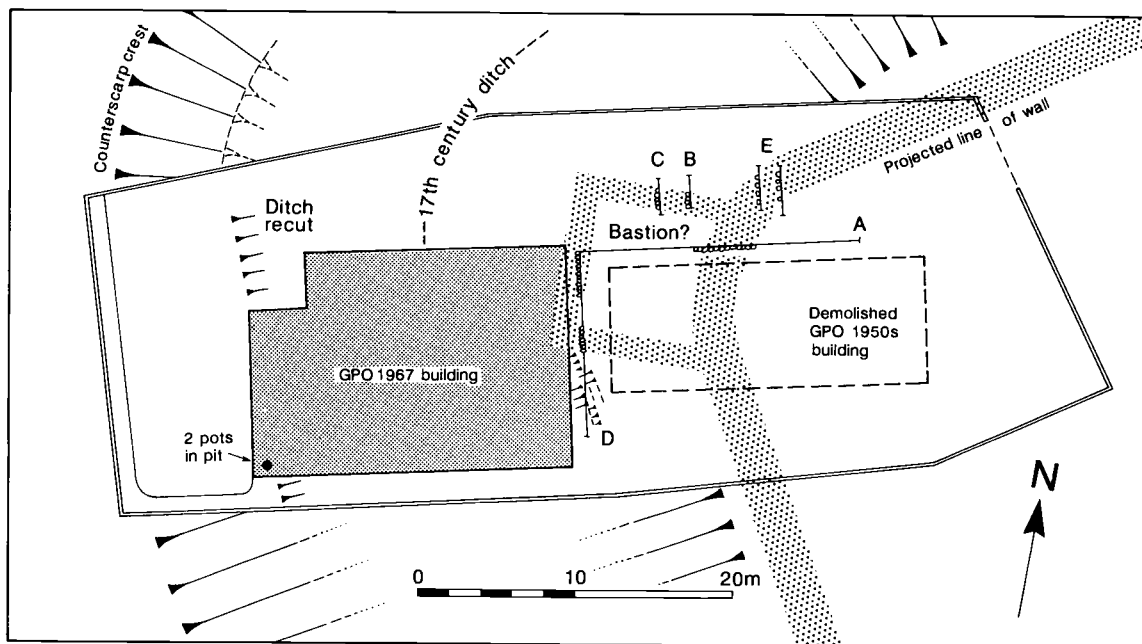 Counterscarp crest
17th century ditch
C
B
E
Projected line of wall
Ditch
recut
Bastion?
A
Demolished
GPO 1950s
building
GPO 1967 building
2 pots
in pit
D
N
0
10
20m